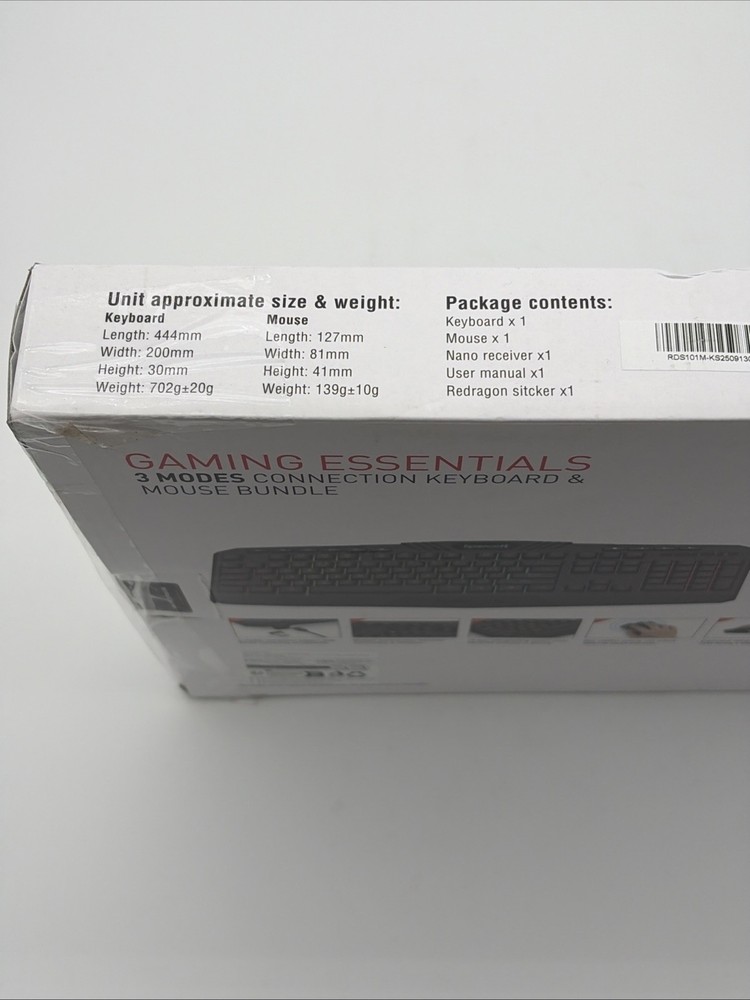 Unit approximate size & weight:
Keyboard
Length: 444mm
Width: 200mm
Height: 30mm
Weight: 702g±20g
Mouse
Length: 127mm
Width: 81mm
Height: 41mm
Weight: 139g±10g
Package contents:
Keyboard x 1
Mouse x 1
Nano receiver x1
User manual x1
Redragon sitcker x1
RDS101M-KS2509130
GAMING ESSENTIALS
3 MODES CONNECTION KEYBOARD &
MOUSE BUNDLE